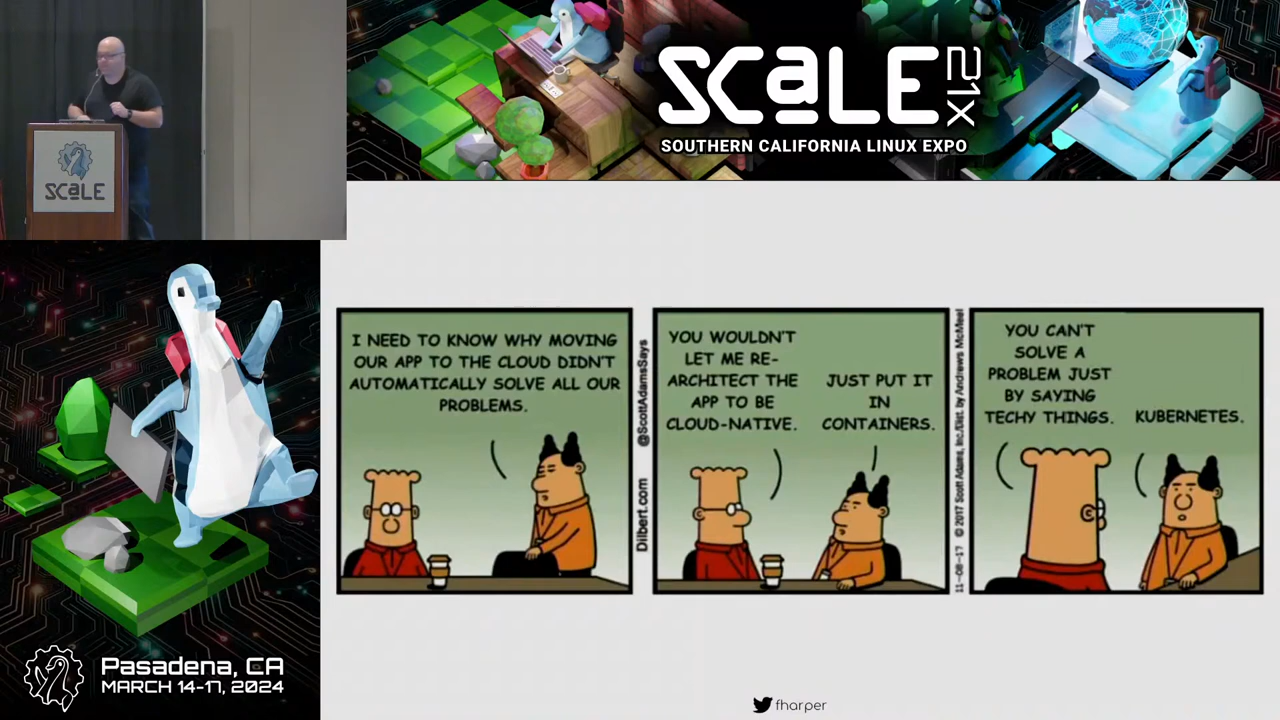 SCALE
SCALE 21X
SOUTHERN CALIFORNIA LINUX EXPO
I NEED TO KNOW WHY MOVING
OUR APP TO THE CLOUD DIDN'T
AUTOMATICALLY SOLVE ALL OUR
PROBLEMS.
Dilbert.com @ScottAdamsSays
YOU WOULDN'T
LET ME RE-
ARCHITECT THE
APP TO BE
CLOUD-NATIVE.
JUST PUT IT
IN
CONTAINERS.
11-08-17 © 2017 Scott Adams, Inc./Dist. by Andrews McMeel
YOU CAN'T
SOLVE A
PROBLEM JUST
BY SAYING
TECHY THINGS.
KUBERNETES.
Pasadena, CA
MARCH 14-17, 2024
fharper